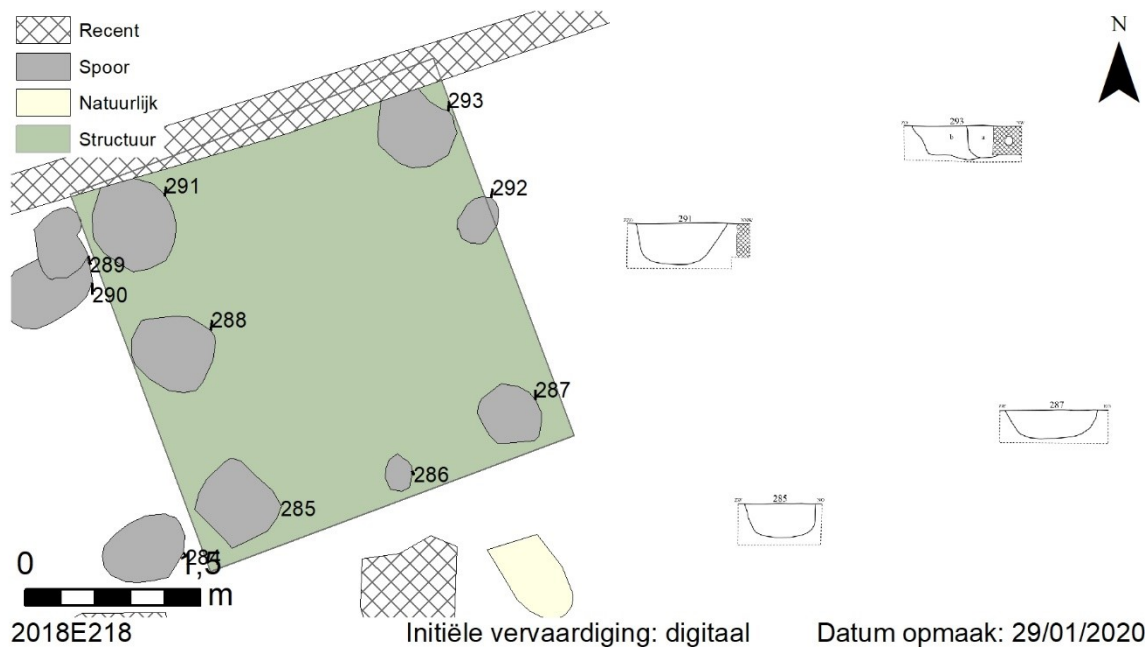 Recent
Spoor
Natuurlijk
Structuur
N
293
293
b
a
291
292
291
289
290
288
287
287
286
285
285
284
0
1,5
m
2018E218
Initiële vervaardiging: digitaal
Datum opmaak: 29/01/2020